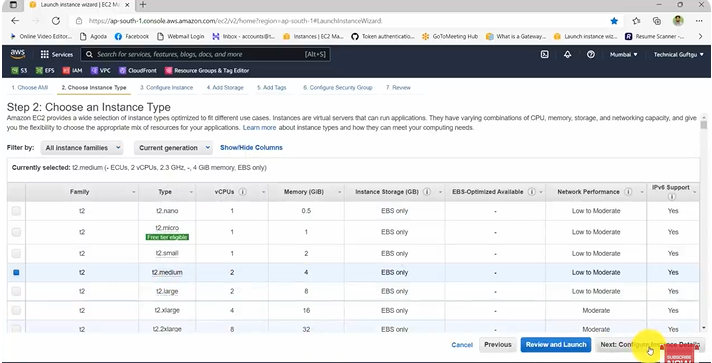 Launch instance wizard | EC2 Ma
https://ap-south-1.console.aws.amazon.com/ec2/v2/home?region=ap-south-1#LaunchInstanceWizard:
Online Video Editor... Agoda Facebook Webmail Login Inbox - accounts@t... Instances | EC2 Ma... Token authenticatio... GoToMeeting Hub What is a Gateway... Launch instance wiz... Resume Scanner -...
aws Services Search for services, features, blogs, docs, and more [Alt+S] Mumbai Technical Guftgu
S3 EFS IAM VPC CloudFront Resource Groups & Tag Editor
1. Choose AMI 2. Choose Instance Type 3. Configure Instance 4. Add Storage 5. Add Tags 6. Configure Security Group 7. Review
Step 2: Choose an Instance Type
Amazon EC2 provides a wide selection of instance types optimized to fit different use cases. Instances are virtual servers that can run applications. They have varying combinations of CPU, memory, storage, and networking capacity, and give
you the flexibility to choose the appropriate mix of resources for your applications. Learn more about instance types and how they can meet your computing needs.
Filter by: All instance families Current generation Show/Hide Columns
Currently selected: t2.medium (- ECUs, 2 vCPUs, 2.3 GHz, -, 4 GiB memory, EBS only)
Family Type vCPUs Memory (GiB) Instance Storage (GB) EBS-Optimized Available Network Performance IPv6 Support
t2 t2.nano 1 0.5 EBS only - Low to Moderate Yes
t2 t2.micro 1 1 EBS only - Low to Moderate Yes
Free tier eligible
t2 t2.small 1 2 EBS only - Low to Moderate Yes
t2 t2.medium 2 4 EBS only - Low to Moderate Yes
t2 t2.large 2 8 EBS only - Low to Moderate Yes
t2 t2.xlarge 4 16 EBS only - Moderate Yes
t2 t2.2xlarge 8 32 EBS only - Moderate Yes
Cancel Previous Review and Launch Next: Configure Instance Details
SUBSCRIBE
NOW